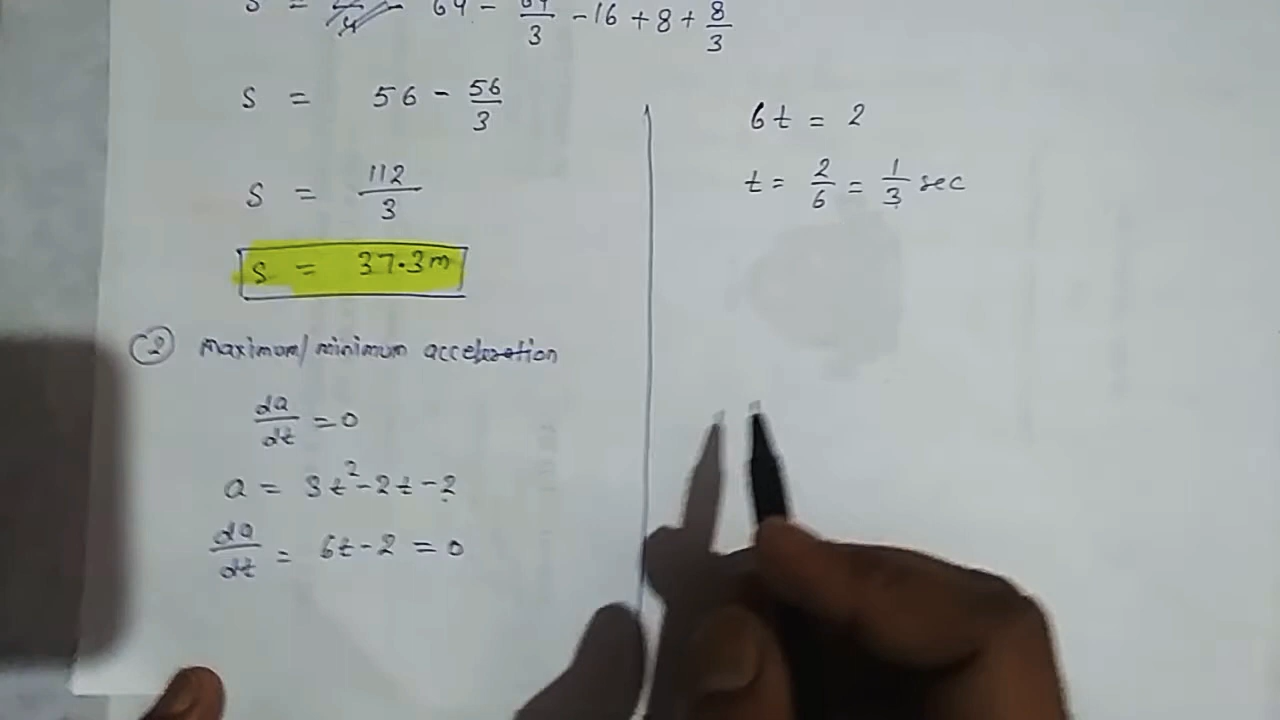 S = 64 - 64/3 - 16 + 8 + 8/3
S = 56 - 56/3
S = 112/3
S = 37.3m
(2) Maximum/minimum acceleration
da/dt = 0
a = 3t² - 2t - 2
da/dt = 6t - 2 = 0
6t = 2
t = 2/6 = 1/3 sec